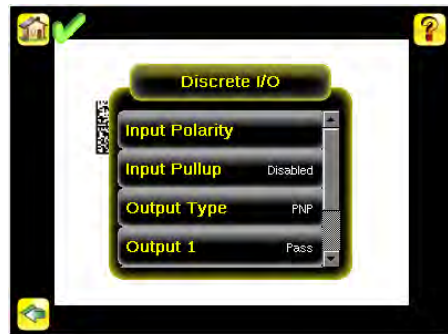 ?
Discrete I/O
Input Polarity
Input Pullup Disabled
Output Type PNP
Output 1 Pass